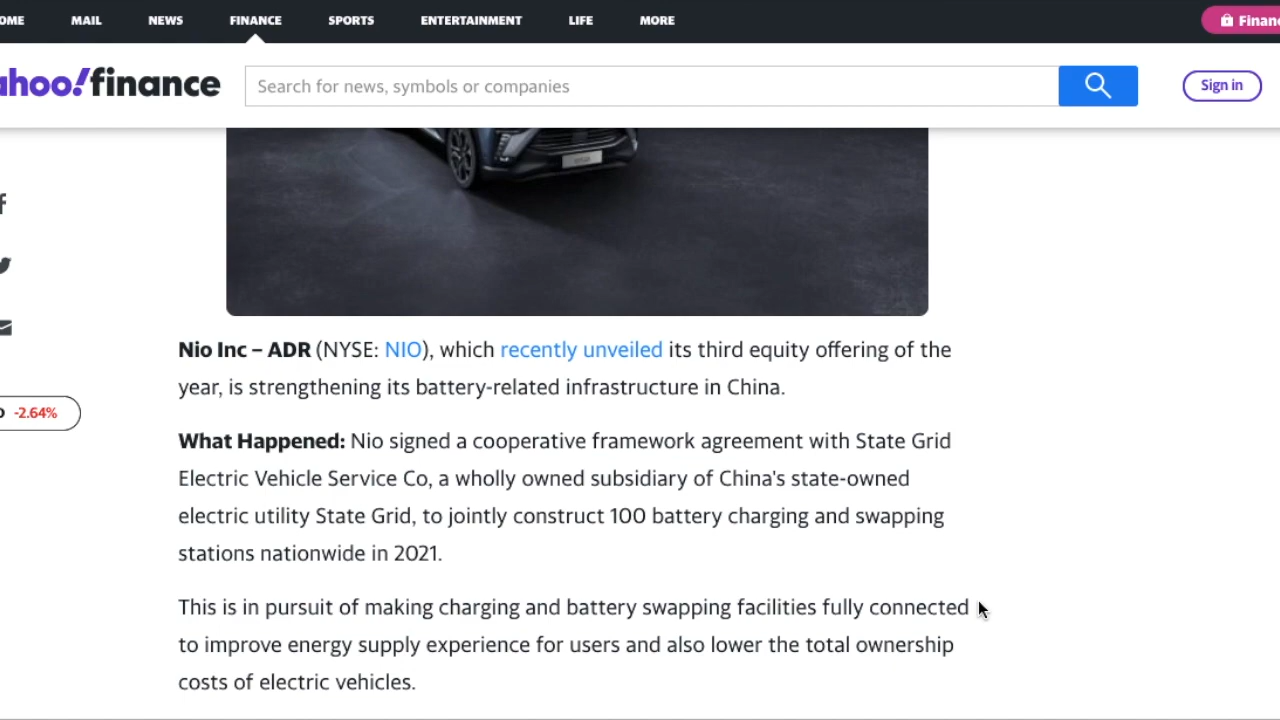 OME MAIL NEWS FINANCE SPORTS ENTERTAINMENT LIFE MORE Financ
ahoo!finance Search for news, symbols or companies Sign in
-2.64%
Nio Inc – ADR (NYSE: NIO), which recently unveiled its third equity offering of the
year, is strengthening its battery-related infrastructure in China.
What Happened: Nio signed a cooperative framework agreement with State Grid
Electric Vehicle Service Co, a wholly owned subsidiary of China's state-owned
electric utility State Grid, to jointly construct 100 battery charging and swapping
stations nationwide in 2021.
This is in pursuit of making charging and battery swapping facilities fully connected
to improve energy supply experience for users and also lower the total ownership
costs of electric vehicles.